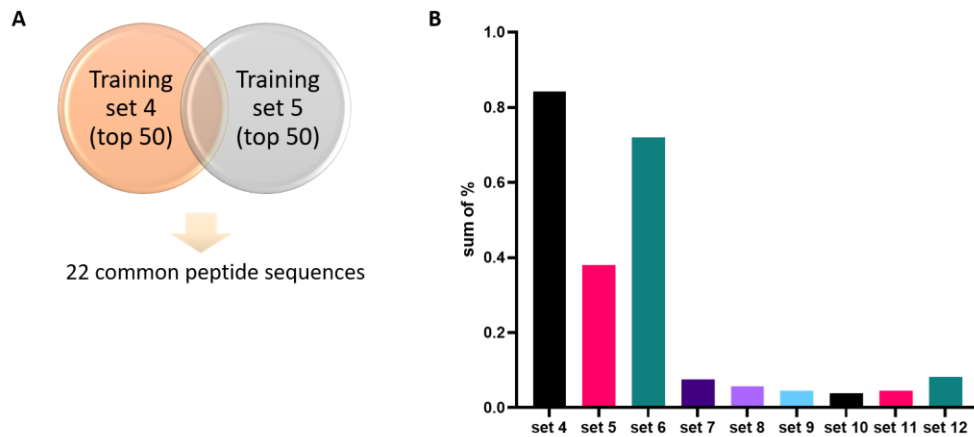 A
Training
set 4
(top 50)
Training
set 5
(top 50)
22 common peptide sequences
B
sum of %
1.0
0.8
0.6
0.4
0.2
0.0
set 4 set 5 set 6 set 7 set 8 set 9 set 10 set 11 set 12